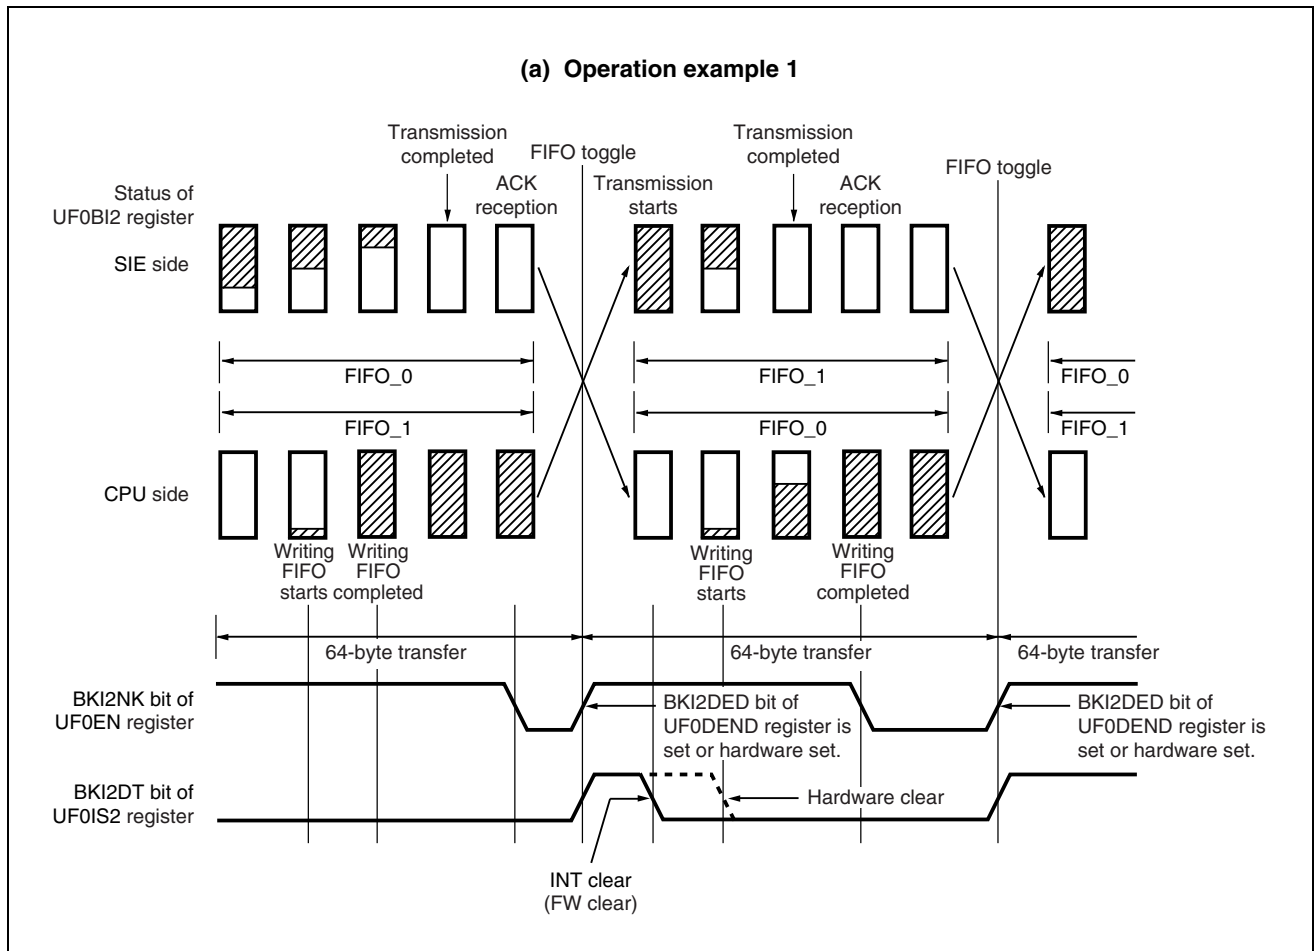 (a) Operation example 1
Transmission
completed
FIFO toggle
Transmission
completed
FIFO toggle
Status of
UF0BI2 register
ACK
reception
Transmission
starts
ACK
reception
SIE side
FIFO_0
FIFO_1
FIFO_0
FIFO_1
FIFO_0
FIFO_1
CPU side
Writing
FIFO
starts
Writing
FIFO
completed
Writing
FIFO
starts
Writing
FIFO
completed
64-byte transfer
64-byte transfer
64-byte transfer
BKI2NK bit of
UF0EN register
BKI2DED bit of
UF0DEND register is
set or hardware set.
BKI2DED bit of
UF0DEND register is
set or hardware set.
BKI2DT bit of
UF0IS2 register
Hardware clear
INT clear
(FW clear)